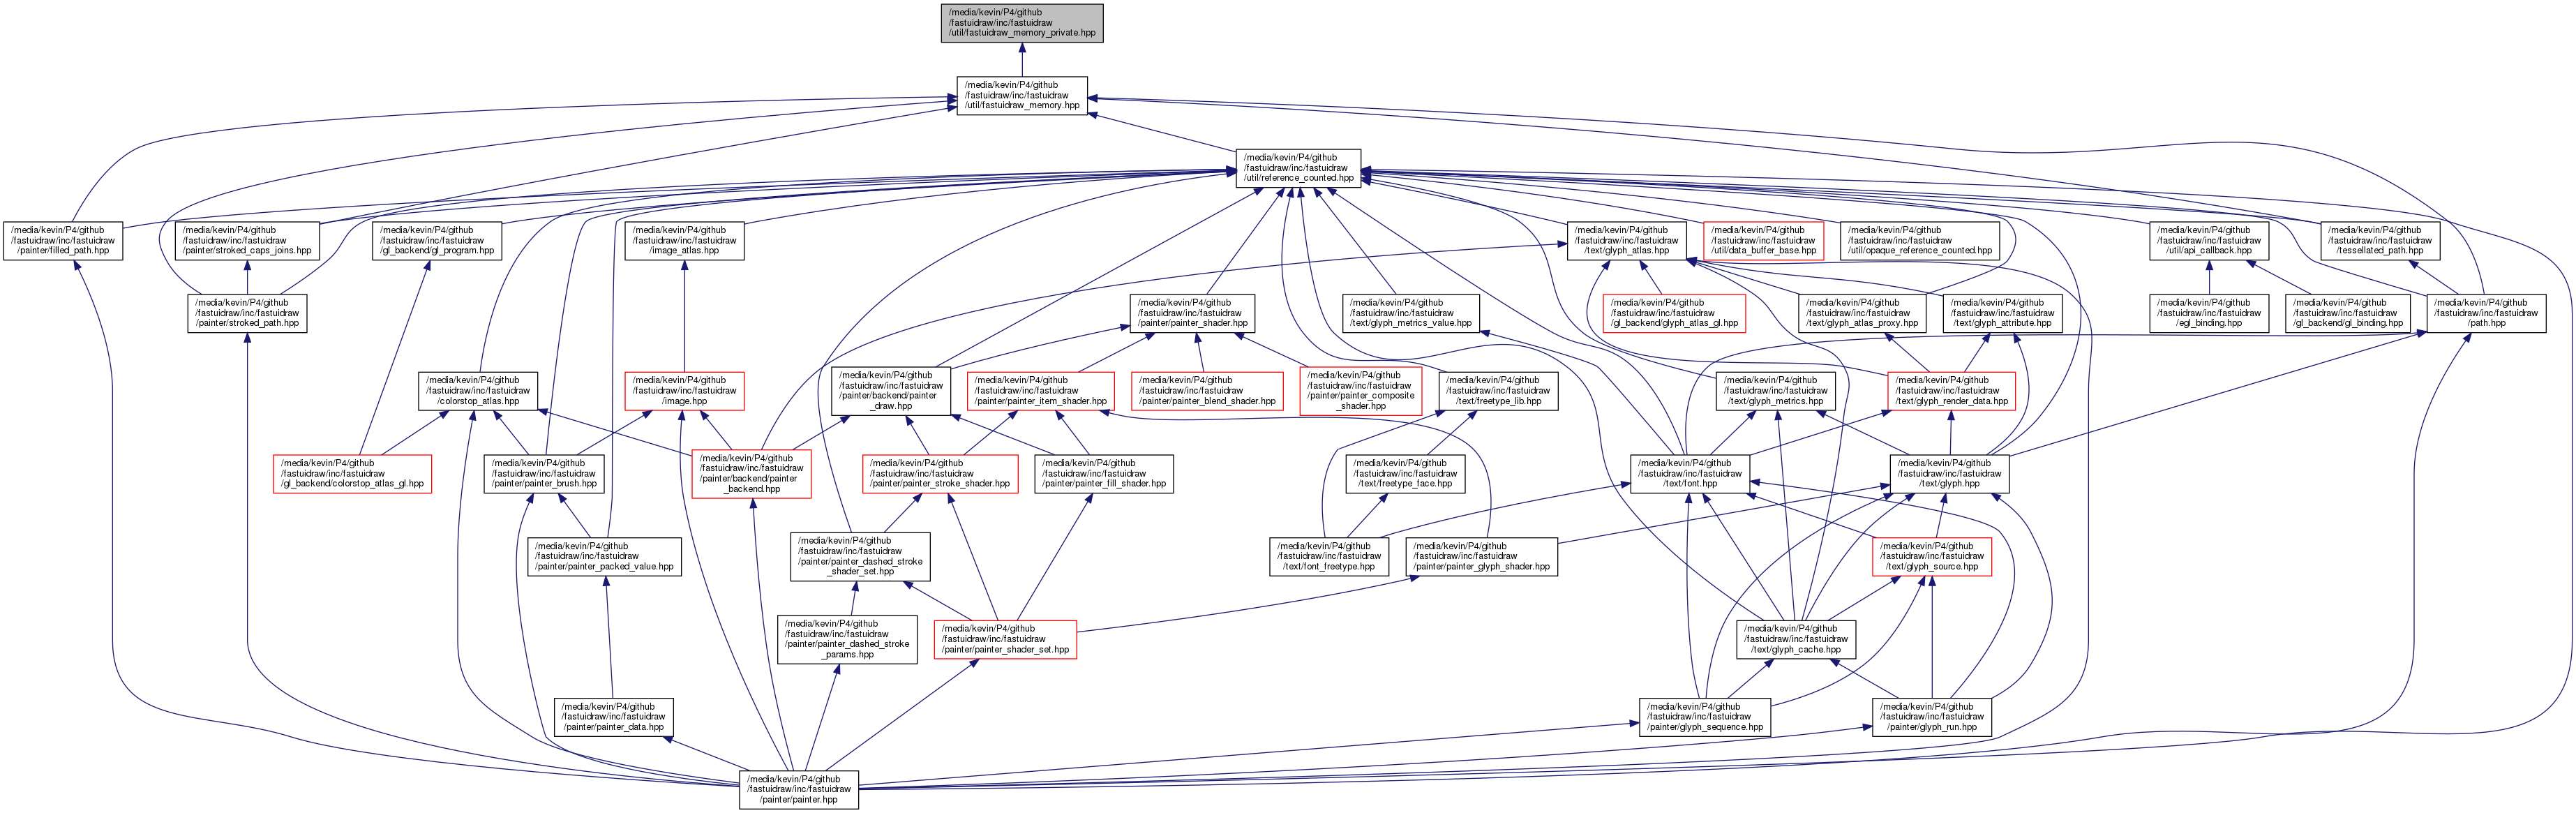 /media/kevin/P4/github
/fastuidraw/inc/fastuidraw
/util/fastuidraw_memory_private.hpp
/media/kevin/P4/github
/fastuidraw/inc/fastuidraw
/util/fastuidraw_memory.hpp
/media/kevin/P4/github
/fastuidraw/inc/fastuidraw
/util/reference_counted.hpp
/media/kevin/P4/github
/fastuidraw/inc/fastuidraw
/painter/filled_path.hpp
/media/kevin/P4/github
/fastuidraw/inc/fastuidraw
/painter/stroked_caps_joins.hpp
/media/kevin/P4/github
/fastuidraw/inc/fastuidraw
/gl_backend/gl_program.hpp
/media/kevin/P4/github
/fastuidraw/inc/fastuidraw
/image_atlas.hpp
/media/kevin/P4/github
/fastuidraw/inc/fastuidraw
/text/glyph_atlas.hpp
/media/kevin/P4/github
/fastuidraw/inc/fastuidraw
/util/data_buffer_base.hpp
/media/kevin/P4/github
/fastuidraw/inc/fastuidraw
/util/opaque_reference_counted.hpp
/media/kevin/P4/github
/fastuidraw/inc/fastuidraw
/util/api_callback.hpp
/media/kevin/P4/github
/fastuidraw/inc/fastuidraw
/tessellated_path.hpp
/media/kevin/P4/github
/fastuidraw/inc/fastuidraw
/painter/stroked_path.hpp
/media/kevin/P4/github
/fastuidraw/inc/fastuidraw
/painter/painter_shader.hpp
/media/kevin/P4/github
/fastuidraw/inc/fastuidraw
/text/glyph_metrics_value.hpp
/media/kevin/P4/github
/fastuidraw/inc/fastuidraw
/gl_backend/glyph_atlas_gl.hpp
/media/kevin/P4/github
/fastuidraw/inc/fastuidraw
/text/glyph_atlas_proxy.hpp
/media/kevin/P4/github
/fastuidraw/inc/fastuidraw
/text/glyph_attribute.hpp
/media/kevin/P4/github
/fastuidraw/inc/fastuidraw
/egl_binding.hpp
/media/kevin/P4/github
/fastuidraw/inc/fastuidraw
/gl_backend/gl_binding.hpp
/media/kevin/P4/github
/fastuidraw/inc/fastuidraw
/path.hpp
/media/kevin/P4/github
/fastuidraw/inc/fastuidraw
/colorstop_atlas.hpp
/media/kevin/P4/github
/fastuidraw/inc/fastuidraw
/image.hpp
/media/kevin/P4/github
/fastuidraw/inc/fastuidraw
/painter/backend/painter
_draw.hpp
/media/kevin/P4/github
/fastuidraw/inc/fastuidraw
/painter/painter_item_shader.hpp
/media/kevin/P4/github
/fastuidraw/inc/fastuidraw
/painter/painter_blend_shader.hpp
/media/kevin/P4/github
/fastuidraw/inc/fastuidraw
/painter/painter_composite
_shader.hpp
/media/kevin/P4/github
/fastuidraw/inc/fastuidraw
/text/freetype_lib.hpp
/media/kevin/P4/github
/fastuidraw/inc/fastuidraw
/text/glyph_metrics.hpp
/media/kevin/P4/github
/fastuidraw/inc/fastuidraw
/text/glyph_render_data.hpp
/media/kevin/P4/github
/fastuidraw/inc/fastuidraw
/gl_backend/colorstop_atlas_gl.hpp
/media/kevin/P4/github
/fastuidraw/inc/fastuidraw
/painter/painter_brush.hpp
/media/kevin/P4/github
/fastuidraw/inc/fastuidraw
/painter/backend/painter
_backend.hpp
/media/kevin/P4/github
/fastuidraw/inc/fastuidraw
/painter/painter_stroke_shader.hpp
/media/kevin/P4/github
/fastuidraw/inc/fastuidraw
/painter/painter_fill_shader.hpp
/media/kevin/P4/github
/fastuidraw/inc/fastuidraw
/text/freetype_face.hpp
/media/kevin/P4/github
/fastuidraw/inc/fastuidraw
/text/font.hpp
/media/kevin/P4/github
/fastuidraw/inc/fastuidraw
/text/glyph.hpp
/media/kevin/P4/github
/fastuidraw/inc/fastuidraw
/painter/painter_packed_value.hpp
/media/kevin/P4/github
/fastuidraw/inc/fastuidraw
/painter/painter_dashed_stroke
_shader_set.hpp
/media/kevin/P4/github
/fastuidraw/inc/fastuidraw
/text/font_freetype.hpp
/media/kevin/P4/github
/fastuidraw/inc/fastuidraw
/painter/painter_glyph_shader.hpp
/media/kevin/P4/github
/fastuidraw/inc/fastuidraw
/text/glyph_source.hpp
/media/kevin/P4/github
/fastuidraw/inc/fastuidraw
/painter/painter_dashed_stroke
_params.hpp
/media/kevin/P4/github
/fastuidraw/inc/fastuidraw
/painter/painter_shader_set.hpp
/media/kevin/P4/github
/fastuidraw/inc/fastuidraw
/text/glyph_cache.hpp
/media/kevin/P4/github
/fastuidraw/inc/fastuidraw
/painter/painter_data.hpp
/media/kevin/P4/github
/fastuidraw/inc/fastuidraw
/painter/glyph_sequence.hpp
/media/kevin/P4/github
/fastuidraw/inc/fastuidraw
/painter/glyph_run.hpp
/media/kevin/P4/github
/fastuidraw/inc/fastuidraw
/painter/painter.hpp